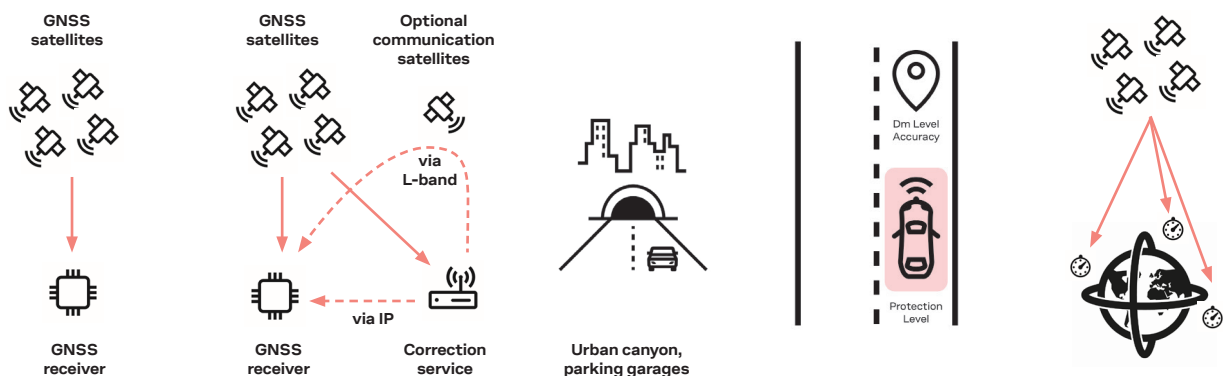 GNSS
satellites
GNSS
receiver
GNSS
satellites
Optional
communication
satellites
via
L-band
via IP
GNSS
receiver
Correction
service
Urban canyon,
parking garages
Dm Level
Accuracy
Protection
Level